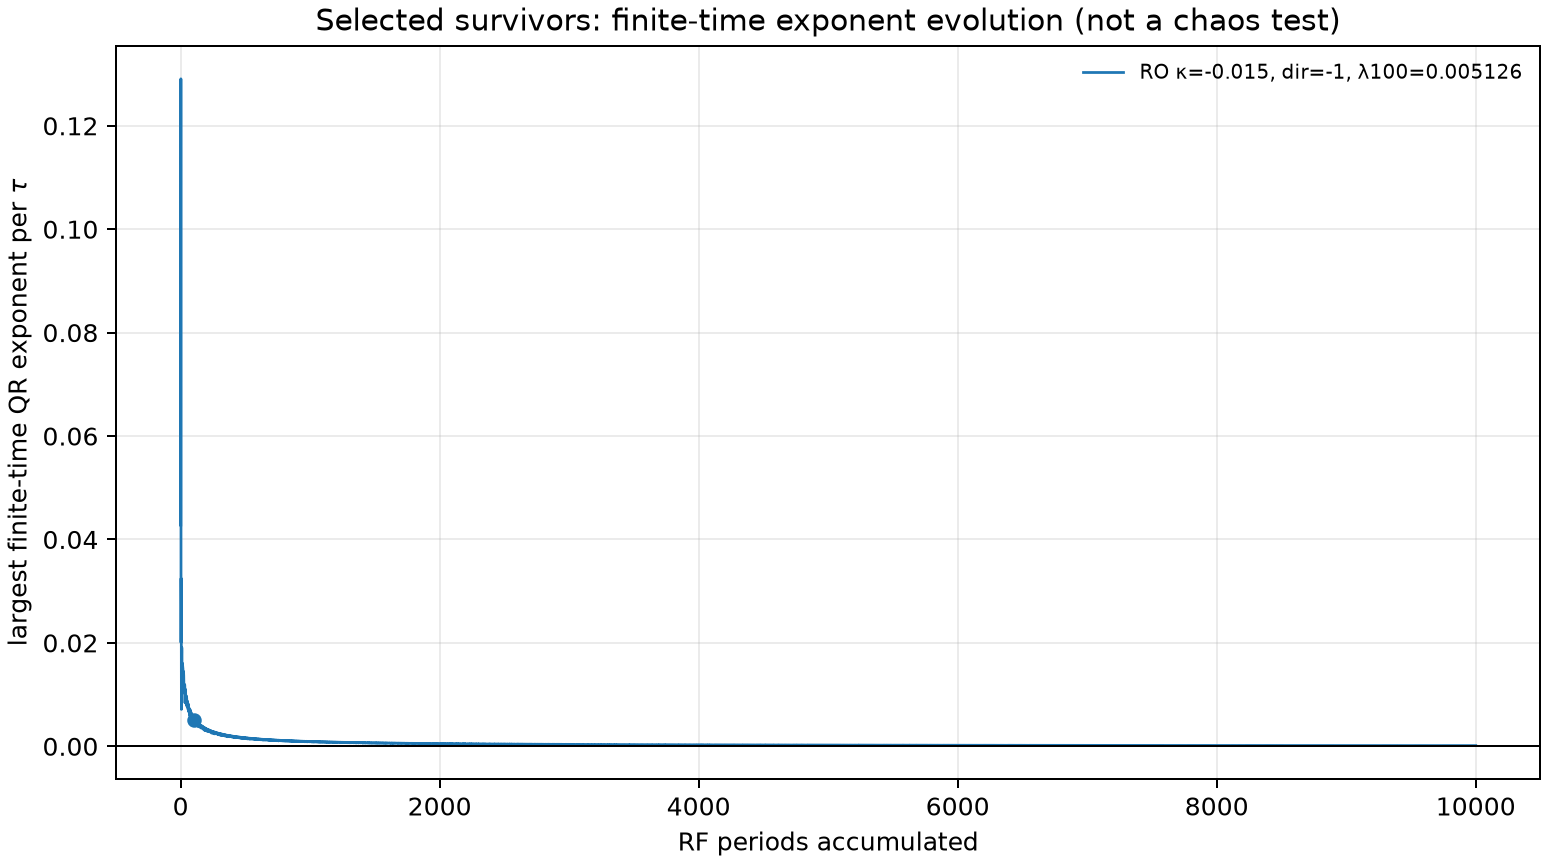 Selected survivors: finite-time exponent evolution (not a chaos test)
RO κ=-0.015, dir=-1, λ100=0.005126
largest finite-time QR exponent per τ
0.12
0.10
0.08
0.06
0.04
0.02
0.00
0 2000 4000 6000 8000 10000
RF periods accumulated